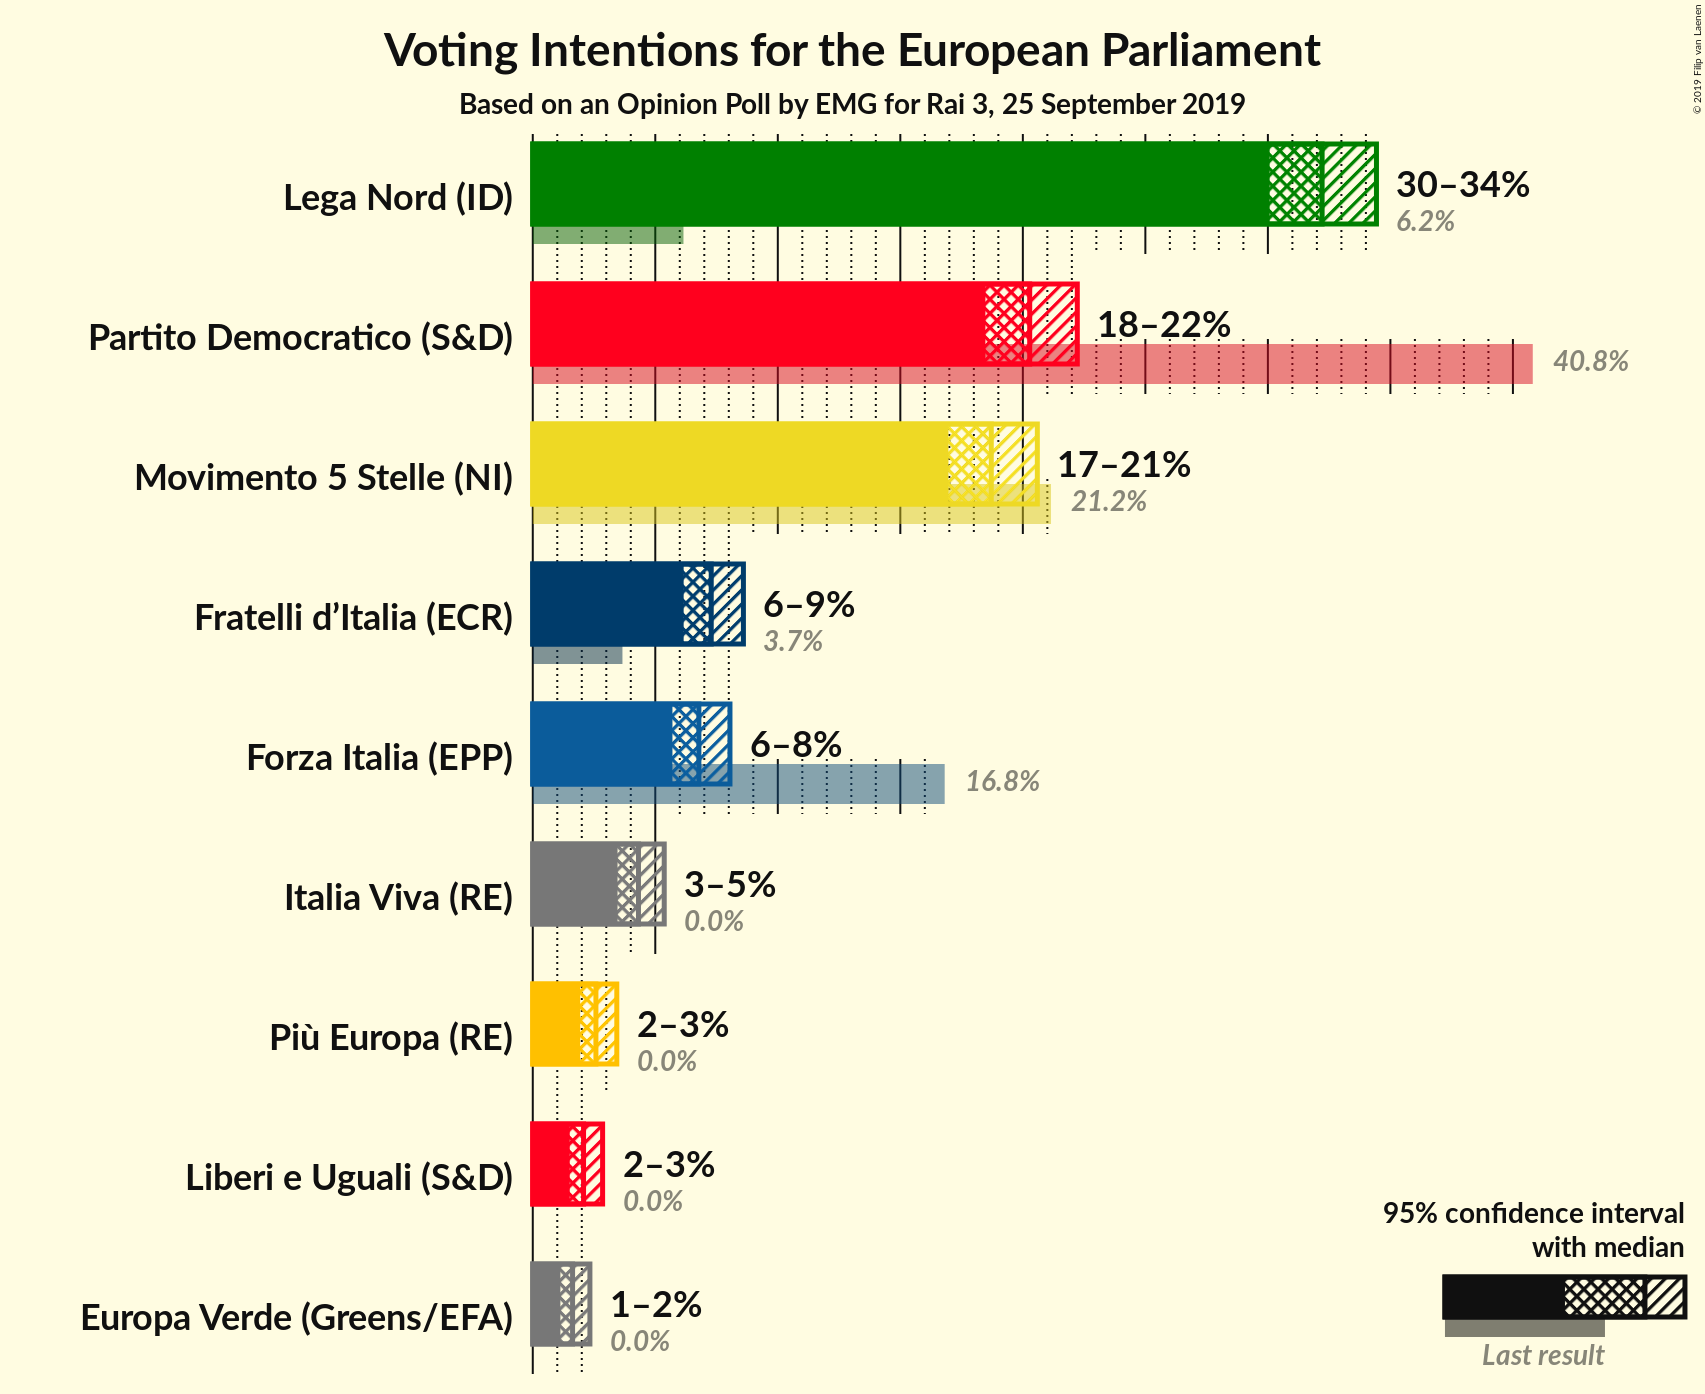 Voting Intentions for the European Parliament
Based on an Opinion Poll by EMG for Rai 3, 25 September 2019
© 2019 Filip van Laenen
Lega Nord (ID)
30–34%
6.2%
Partito Democratico (S&D)
18–22%
40.8%
Movimento 5 Stelle (NI)
17–21%
21.2%
Fratelli d’Italia (ECR)
6–9%
3.7%
Forza Italia (EPP)
6–8%
16.8%
Italia Viva (RE)
3–5%
0.0%
Più Europa (RE)
2–3%
0.0%
Liberi e Uguali (S&D)
2–3%
0.0%
Europa Verde (Greens/EFA)
1–2%
0.0%
95% confidence interval
with median
Last result